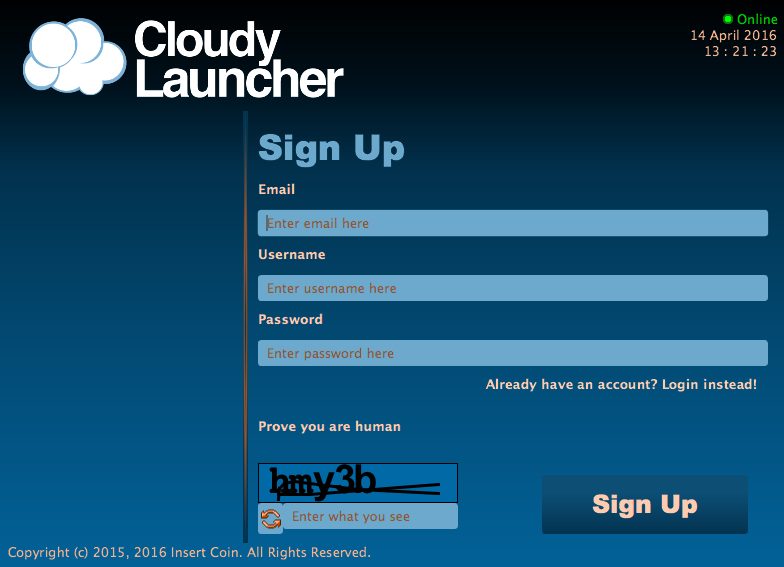 Cloudy
Launcher
Online
14 April 2016
13 : 21 : 23
Sign Up
Email
Enter email here
Username
Enter username here
Password
Enter password here
Already have an account? Login instead!
Prove you are human
Enter what you see
Sign Up
Copyright (c) 2015, 2016 Insert Coin. All Rights Reserved.